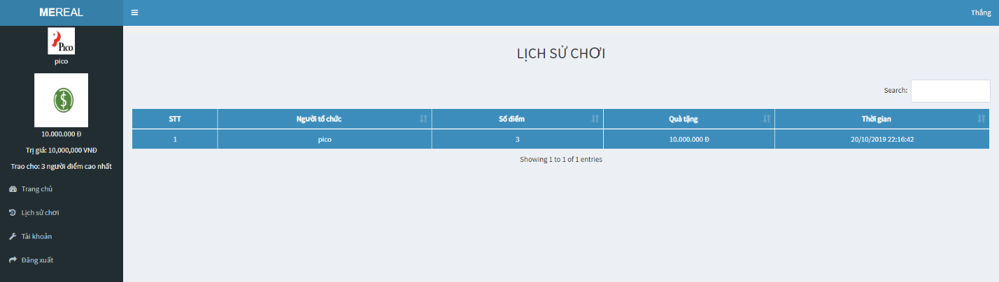 MEREAL
Thắng
Pico
pico
$
10.000.000 Đ
Trị giá: 10,000,000 VNĐ
Trao cho: 3 người điểm cao nhất
Trang chủ
Lịch sử chơi
Tài khoản
Đăng xuất
LỊCH SỬ CHƠI
Search:
STT Người tổ chức Số điểm Quà tặng Thời gian
1 pico 3 10.000.000 Đ 20/10/2019 22:16:42
Showing 1 to 1 of 1 entries